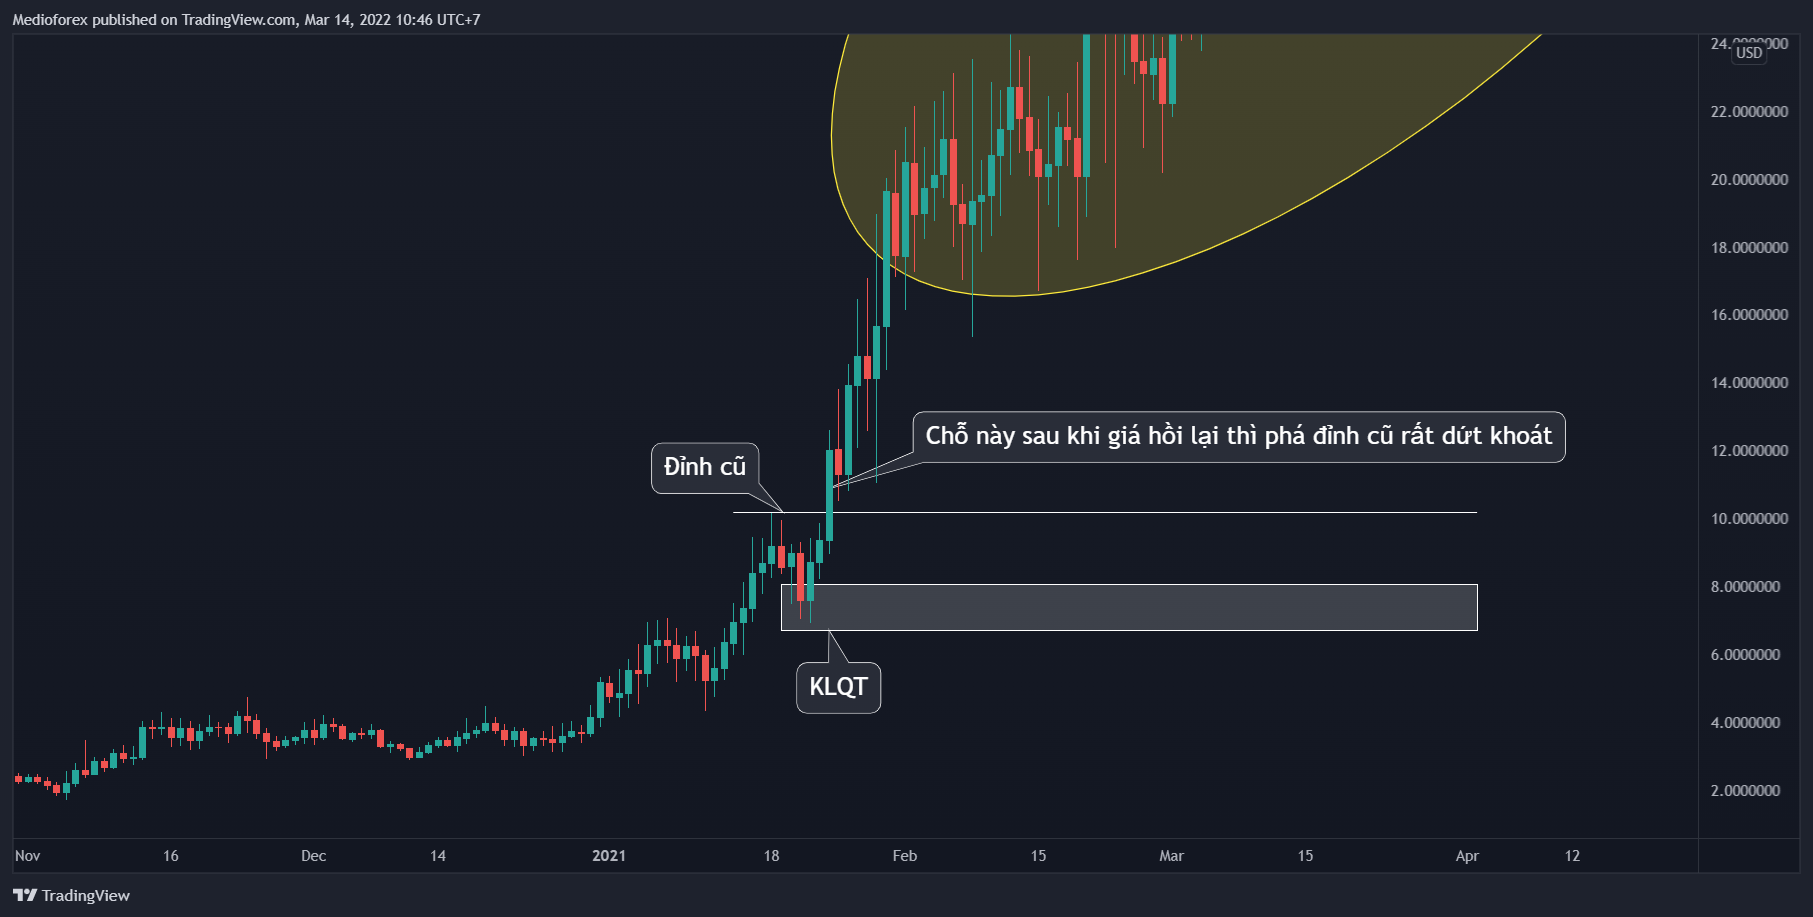 Medioforex published on TradingView.com, Mar 14, 2022 10:46 UTC+7
USD
22.0000000
20.0000000
18.0000000
16.0000000
14.0000000
Chỗ này sau khi giá hồi lại thì phá đỉnh cũ rất dứt khoát
12.0000000
Đỉnh cũ
10.0000000
8.0000000
6.0000000
KLQT
4.0000000
2.0000000
Nov 16 Dec 14 2021 18 Feb 15 Mar 15 Apr 12
TradingView